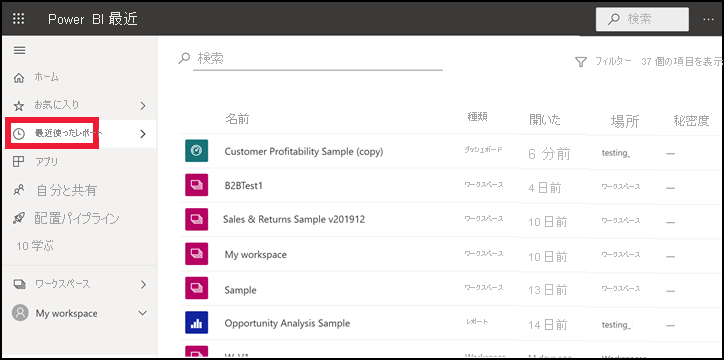 Power BI 最近
検索
検索
フィルター 37 個の項目を表示
ホーム
お気に入り
最近使ったレポート
アプリ
自分と共有
配置パイプライン
10 学ぶ
ワークスペース
My workspace
名前 種類 開いた 場所 秘密度
Customer Profitability Sample (copy) ダッシュボード 6 分前 testing_ —
B2BTest1 ワークスペース 4 日前 ワークスペース —
Sales & Returns Sample v201912 ワークスペース 10 日前 ワークスペース —
My workspace ワークスペース 10 日前 ワークスペース —
Sample ワークスペース 13 日前 ワークスペース —
Opportunity Analysis Sample レポート 14 日前 testing_ —